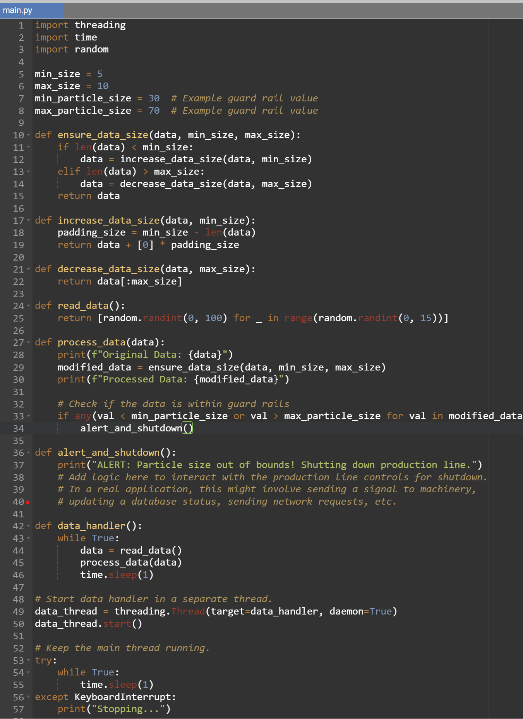 main.py
1 import threading
2 import time
3 import random
4
5 min_size = 5
6 max_size = 10
7 min_particle_size = 30  # Example guard rail value
8 max_particle_size = 70  # Example guard rail value
9
10 def ensure_data_size(data, min_size, max_size):
11     if len(data) < min_size:
12         data = increase_data_size(data, min_size)
13     elif len(data) > max_size:
14         data = decrease_data_size(data, max_size)
15     return data
16
17 def increase_data_size(data, min_size):
18     padding_size = min_size - len(data)
19     return data + [0] * padding_size
20
21 def decrease_data_size(data, max_size):
22     return data[:max_size]
23
24 def read_data():
25     return [random.randint(0, 100) for _ in range(random.randint(0, 15))]
26
27 def process_data(data):
28     print(f"Original Data: {data}")
29     modified_data = ensure_data_size(data, min_size, max_size)
30     print(f"Processed Data: {modified_data}")
31
32     # Check if the data is within guard rails
33     if any(val < min_particle_size or val > max_particle_size for val in modified_data
34         alert_and_shutdown()
35
36 def alert_and_shutdown():
37     print("ALERT: Particle size out of bounds! Shutting down production line.")
38     # Add logic here to interact with the production line controls for shutdown.
39     # In a real application, this might involve sending a signal to machinery,
40     # updating a database status, sending network requests, etc.
41
42 def data_handler():
43     while True:
44         data = read_data()
45         process_data(data)
46         time.sleep(1)
47
48 # Start data handler in a separate thread.
49 data_thread = threading.Thread(target=data_handler, daemon=True)
50 data_thread.start()
51
52 # Keep the main thread running.
53 try:
54     while True:
55         time.sleep(1)
56 except KeyboardInterrupt:
57     print("Stopping...")